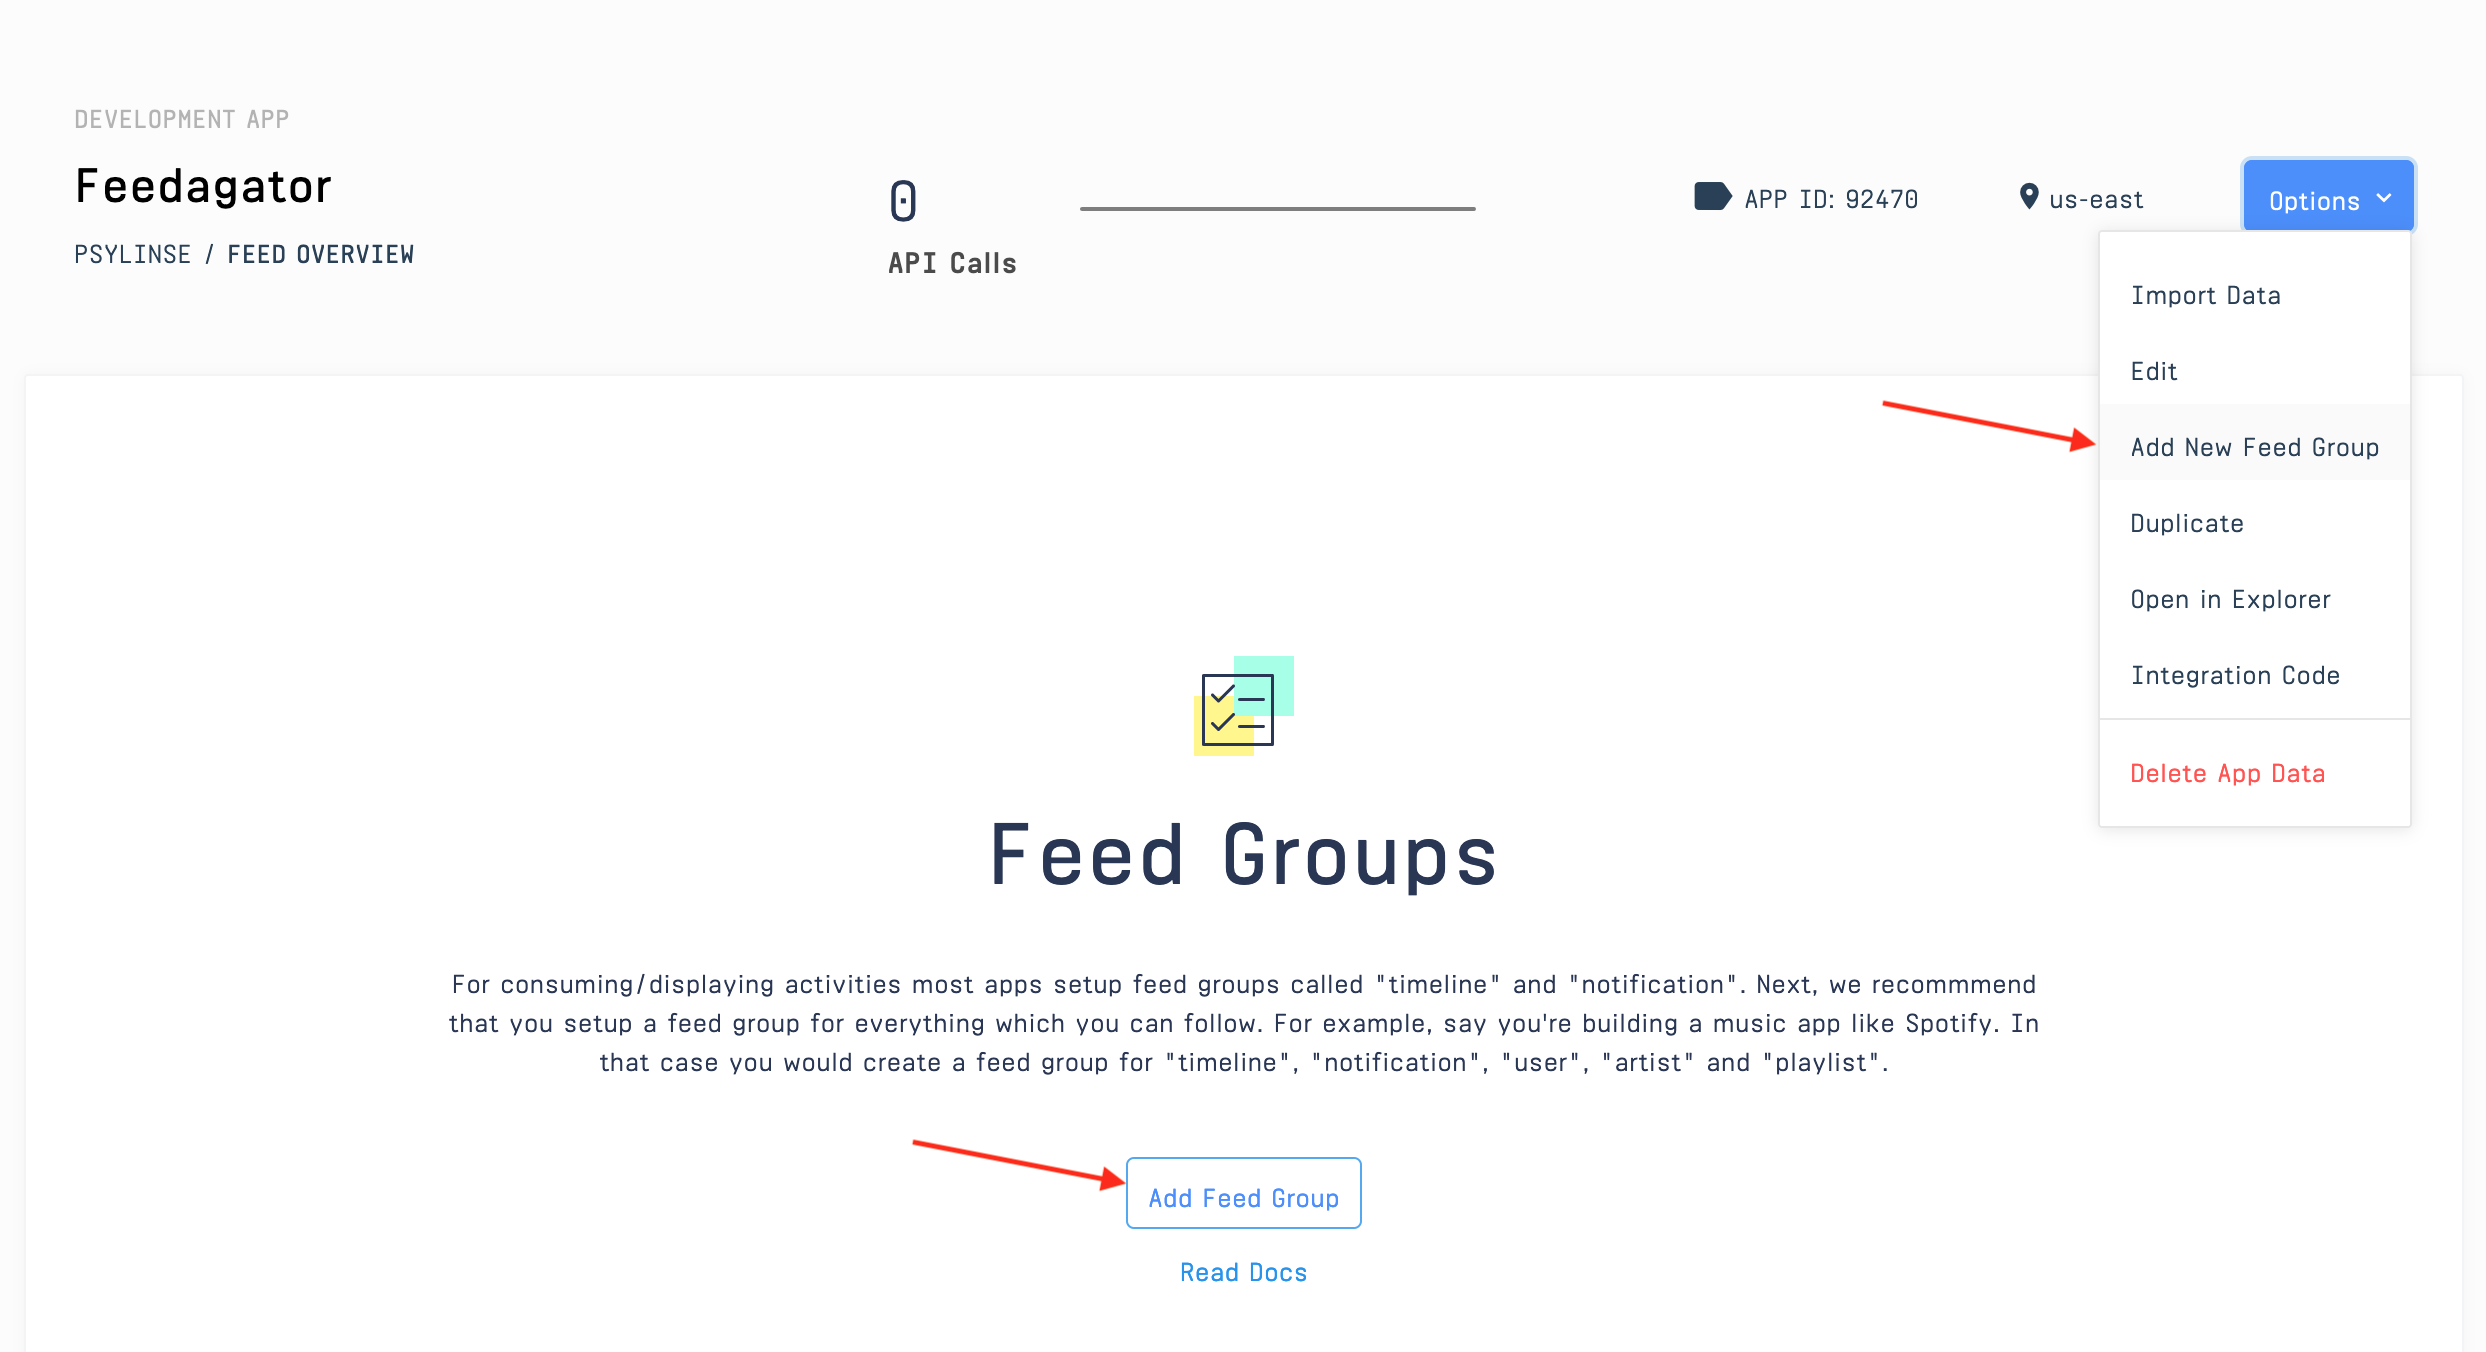 DEVELOPMENT APP
Feedagator
PSYLINSE / FEED OVERVIEW
0
API Calls
APP ID: 92470
us-east
Options
Import Data
Edit
Add New Feed Group
Duplicate
Open in Explorer
Integration Code
Delete App Data
Feed Groups
For consuming/displaying activities most apps setup feed groups called "timeline" and "notification". Next, we recommmend
that you setup a feed group for everything which you can follow. For example, say you're building a music app like Spotify. In
that case you would create a feed group for "timeline", "notification", "user", "artist" and "playlist".
Add Feed Group
Read Docs